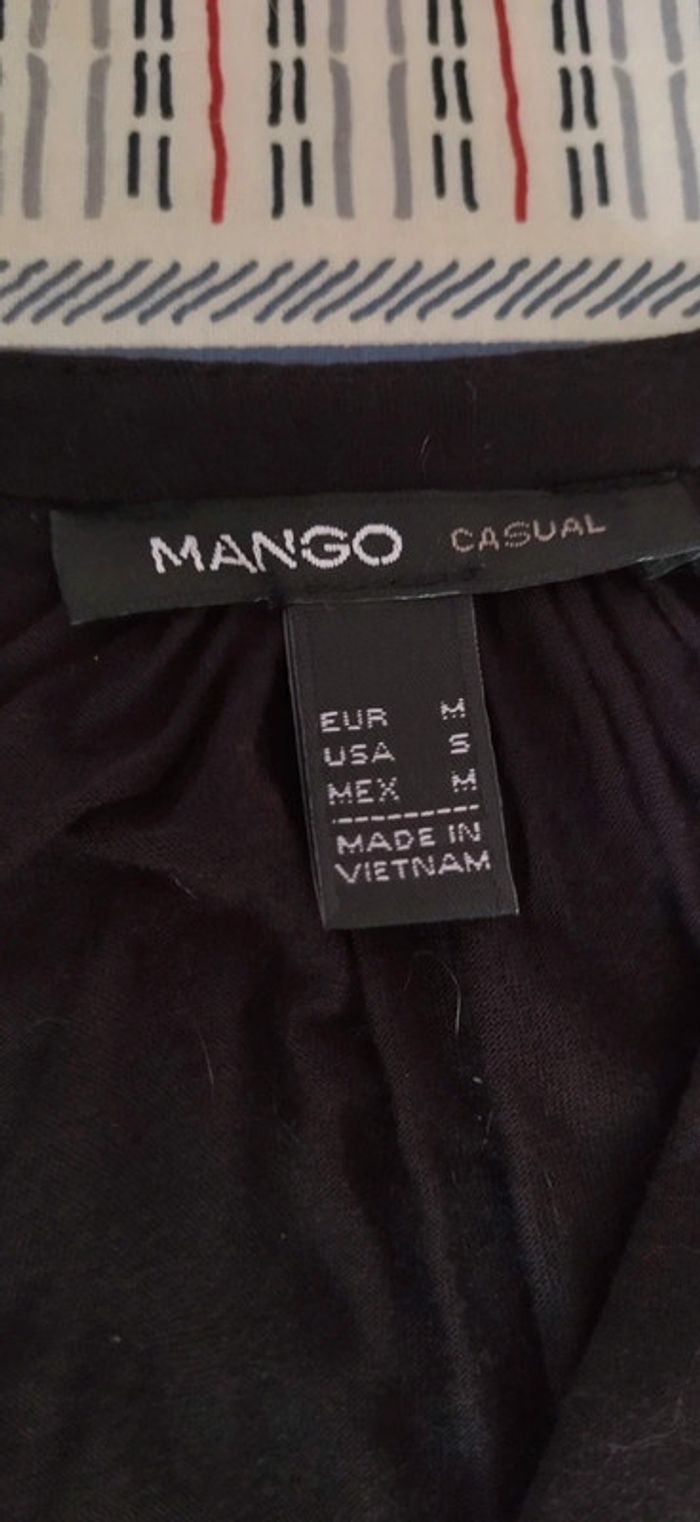 MANGO CASUAL
EUR M
USA S
MEX M
MADE IN
VIETNAM